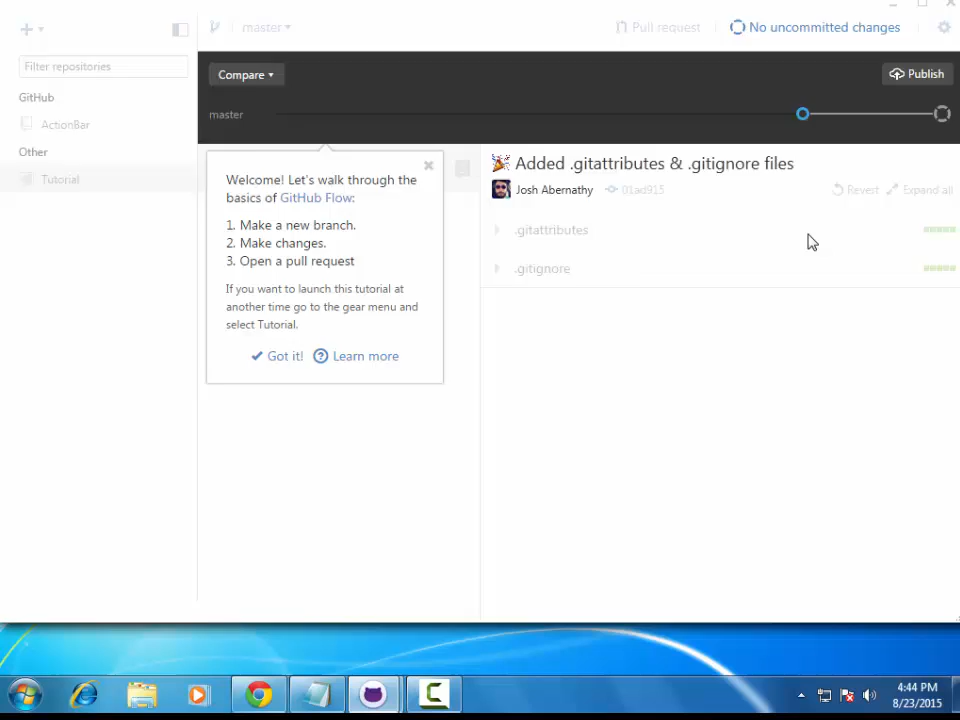 master
Pull request
No uncommitted changes
Filter repositories
GitHub
ActionBar
Other
Tutorial
Compare
Publish
master
Welcome! Let's walk through the
basics of GitHub Flow:
1. Make a new branch.
2. Make changes.
3. Open a pull request
If you want to launch this tutorial at
another time go to the gear menu and
select Tutorial.
Got it!
Learn more
Added .gitattributes & .gitignore files
Josh Abernathy
01ad915
Revert
Expand all
.gitattributes
.gitignore
4:44 PM
8/23/2015